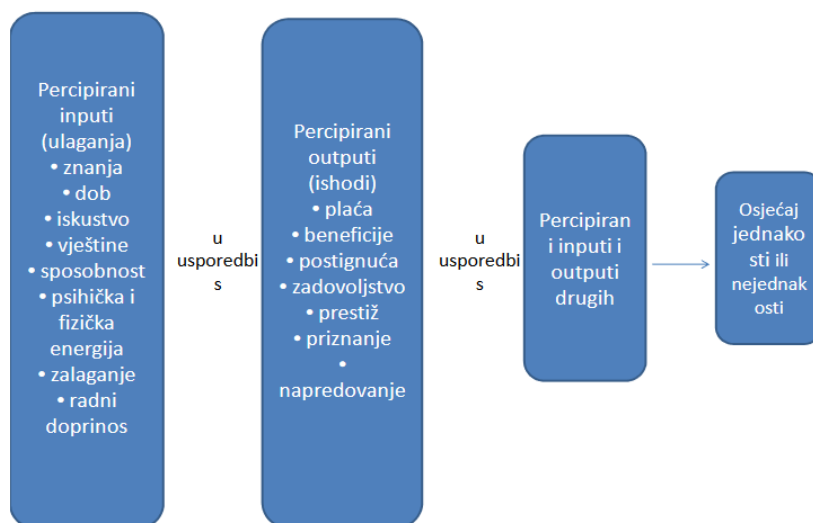 Percipirani
inputi
(ulaganja)
• znanja
• dob
• iskustvo
• vještine
• sposobnost
• psihička i
fizička
energija
• zalaganje
• radni
doprinos
u
usporedbi
s
Percipirani
outputi
(ishodi)
• plaća
• beneficije
• postignuća
• zadovoljstvo
• prestiž
• priznanje
•
napredovanje
u
usporedbi
s
Percipiran
i inputi i
outputi
drugih
Osjećaj
jednako
sti ili
nejednak
osti